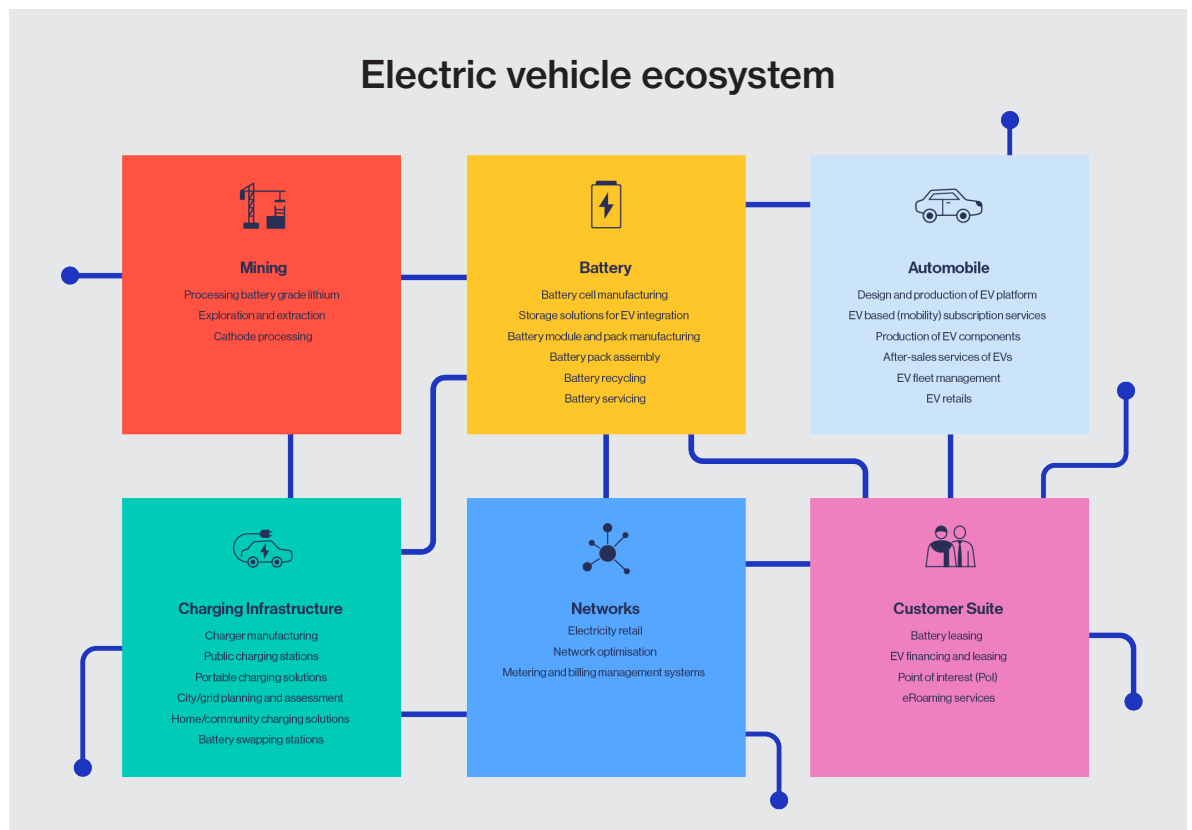 Electric vehicle ecosystem
Mining
Processing battery grade lithium
Exploration and extraction
Cathode processing
Battery
Battery cell manufacturing
Storage solutions for EV integration
Battery module and pack manufacturing
Battery pack assembly
Battery recycling
Battery servicing
Automobile
Design and production of EV platform
EV based (mobility) subscription services
Production of EV components
After-sales services of EVs
EV fleet management
EV retails
Charging Infrastructure
Charger manufacturing
Public charging stations
Portable charging solutions
City/grid planning and assessment
Home/community charging solutions
Battery swapping stations
Networks
Electricity retail
Network optimisation
Metering and billing management systems
Customer Suite
Battery leasing
EV financing and leasing
Point of interest (PoI)
eRoaming services